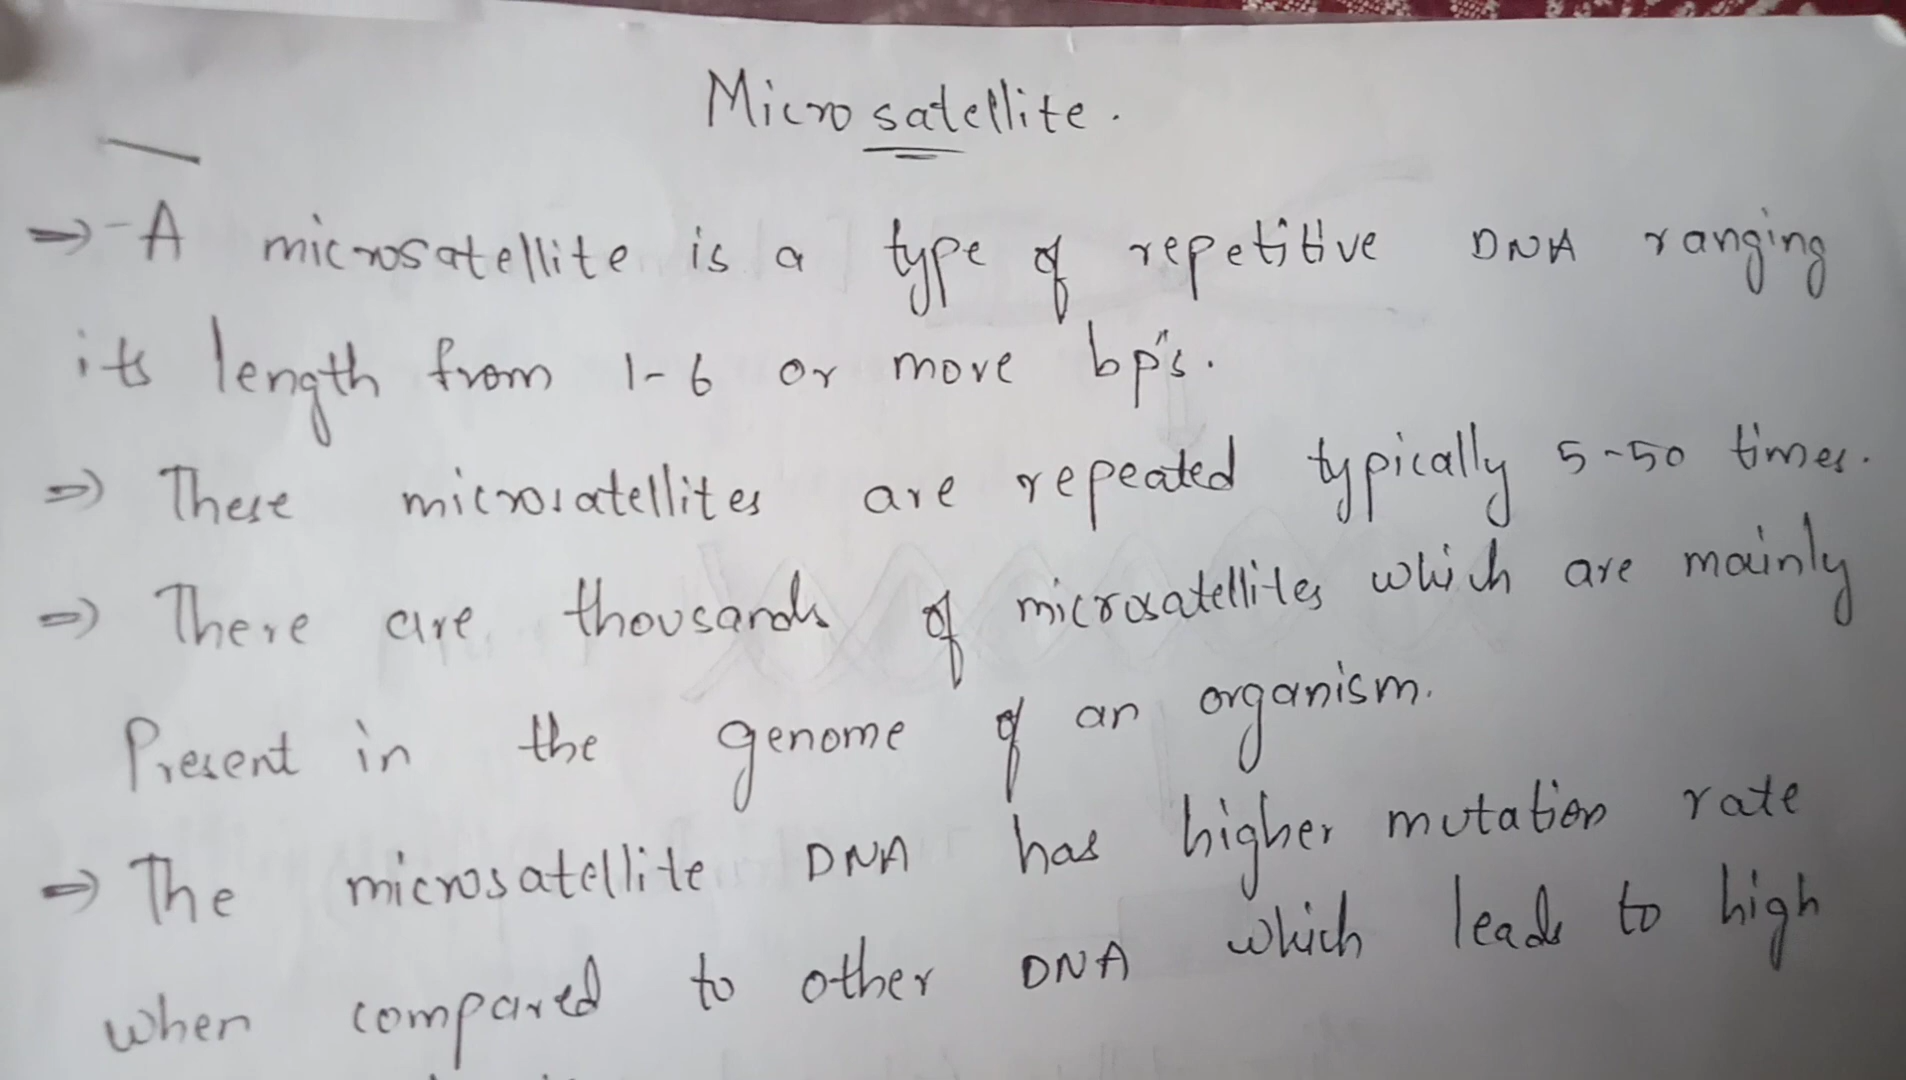 Microsatellite.
⇒ A microsatellite is a type of repetitive DNA ranging
its length from 1-6 or more bp's.
⇒ These microsatellites are repeated typically 5-50 times.
⇒ There are thousands of microsatellites which are mainly
Present in the genome of an organism.
⇒ The microsatellite DNA has higher mutation rate
when compared to other DNA which leads to high